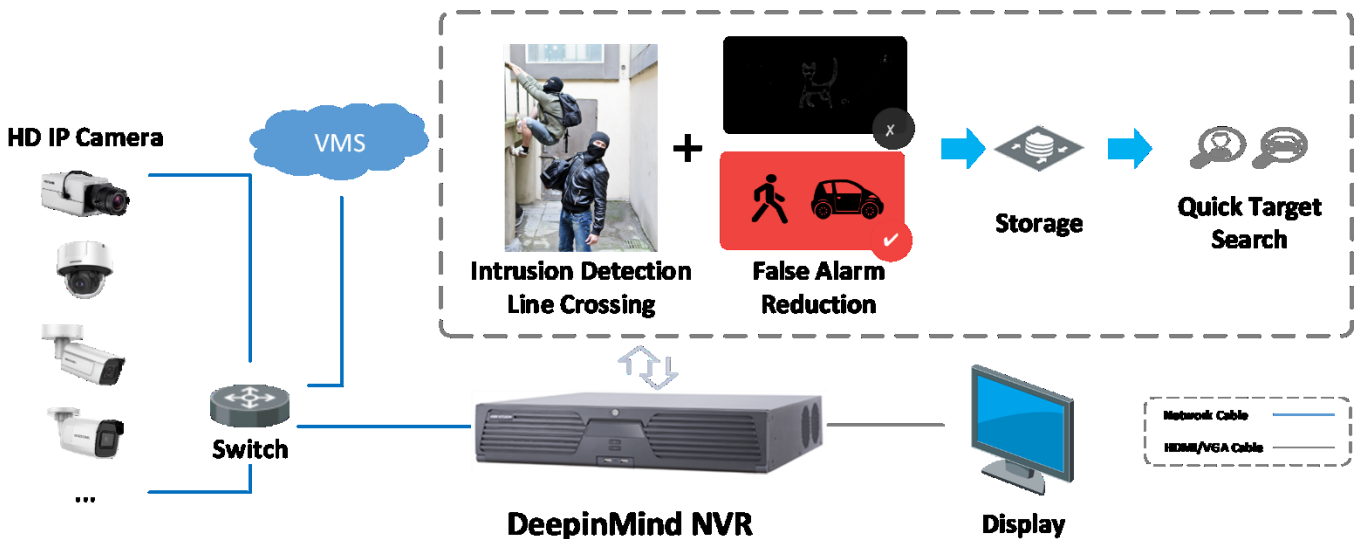 HD IP Camera
VMS
Intrusion Detection
Line Crossing
+
False Alarm
Reduction
Storage
Quick Target
Search
Switch
...
DeepinMind NVR
Display
Network Cable
HDMI/VGA Cable